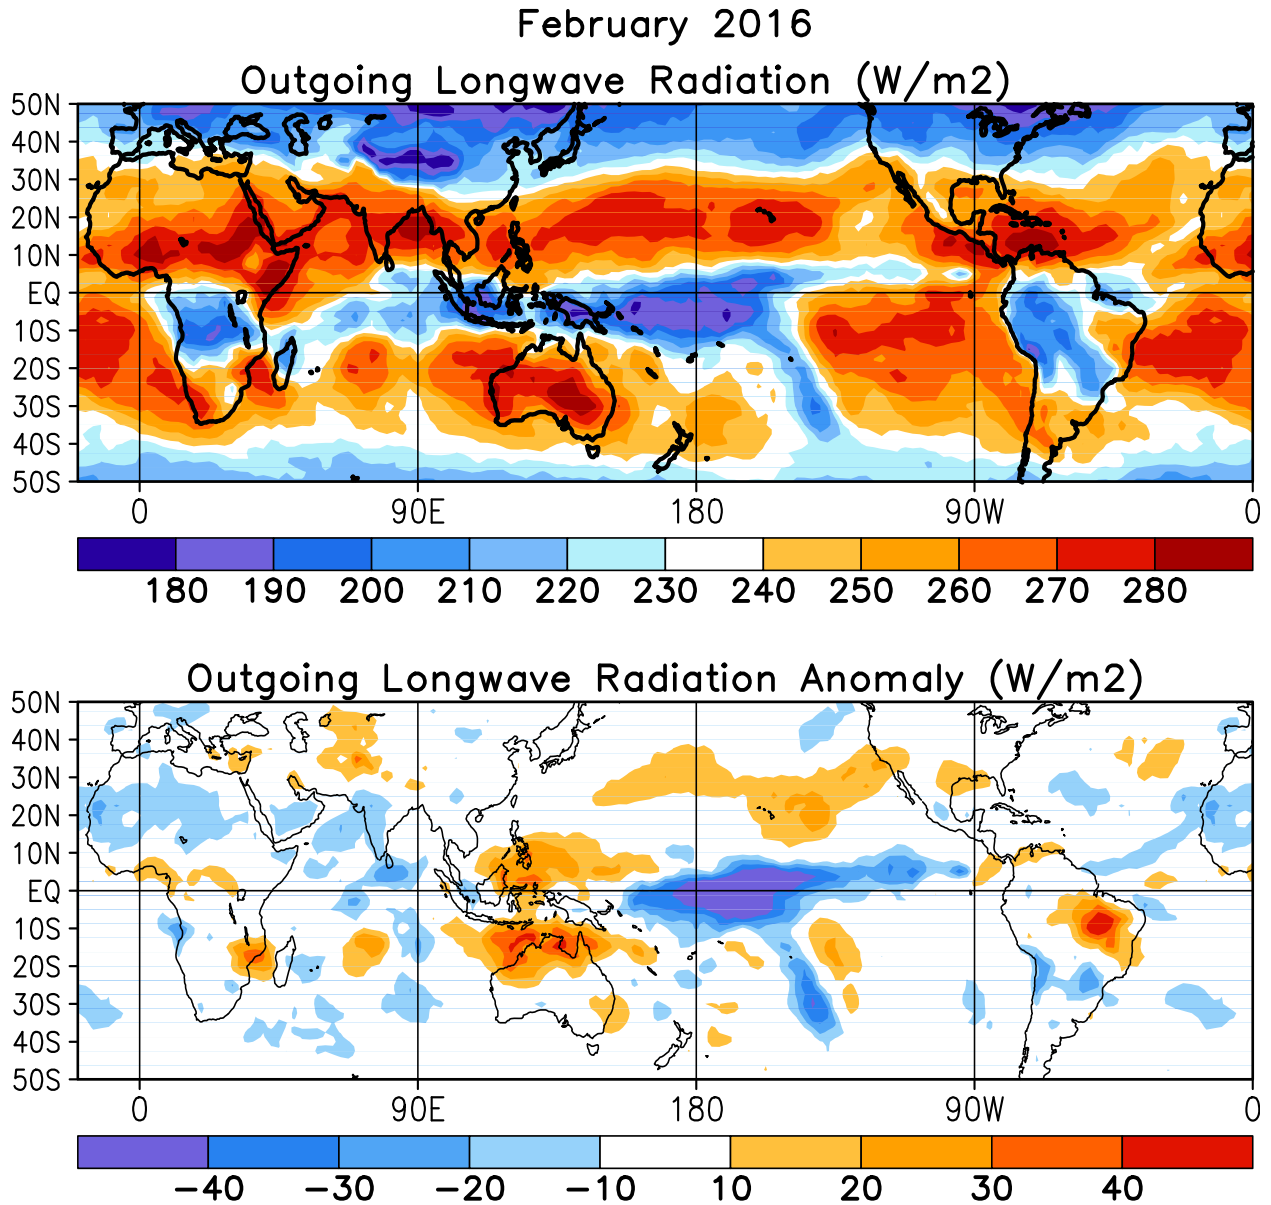 February 2016
Outgoing Longwave Radiation (W/m2)
50N
40N
30N
20N
10N
EQ
10S
20S
30S
40S
50S
0 90E 180 90W 0
180 190 200 210 220 230 240 250 260 270 280
Outgoing Longwave Radiation Anomaly (W/m2)
50N
40N
30N
20N
10N
EQ
10S
20S
30S
40S
50S
0 90E 180 90W 0
−40 −30 −20 −10 10 20 30 40